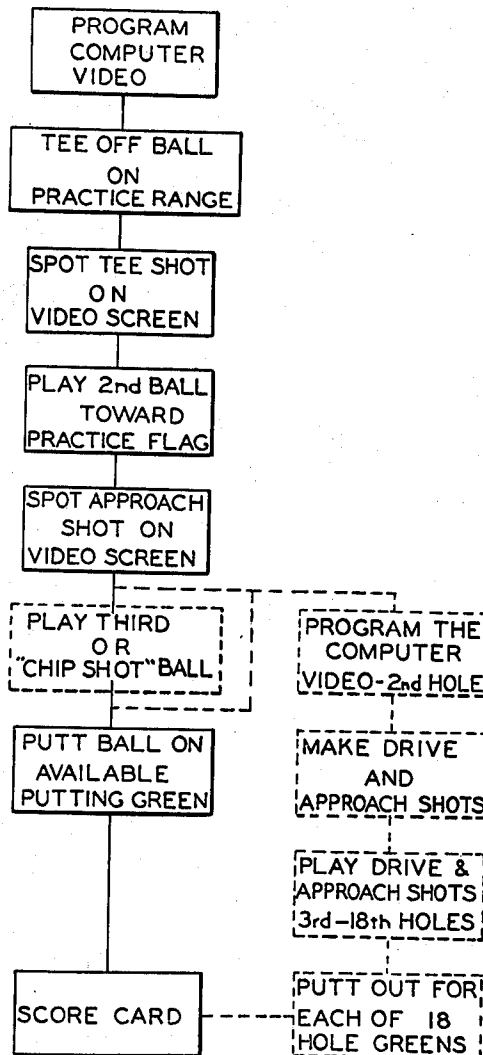 PROGRAM
COMPUTER
VIDEO
TEE OFF BALL
ON
PRACTICE RANGE
SPOT TEE SHOT
ON
VIDEO SCREEN
PLAY 2nd BALL
TOWARD
PRACTICE FLAG
SPOT APPROACH
SHOT ON
VIDEO SCREEN
PLAY THIRD
OR
"CHIP SHOT" BALL
PUTT BALL ON
AVAILABLE
PUTTING GREEN
SCORE CARD
PROGRAM THE
COMPUTER
VIDEO-2nd HOLE
MAKE DRIVE
AND
APPROACH SHOTS
PLAY DRIVE &
APPROACH SHOTS
3rd-18th HOLES
PUTT OUT FOR
EACH OF 18
HOLE GREENS